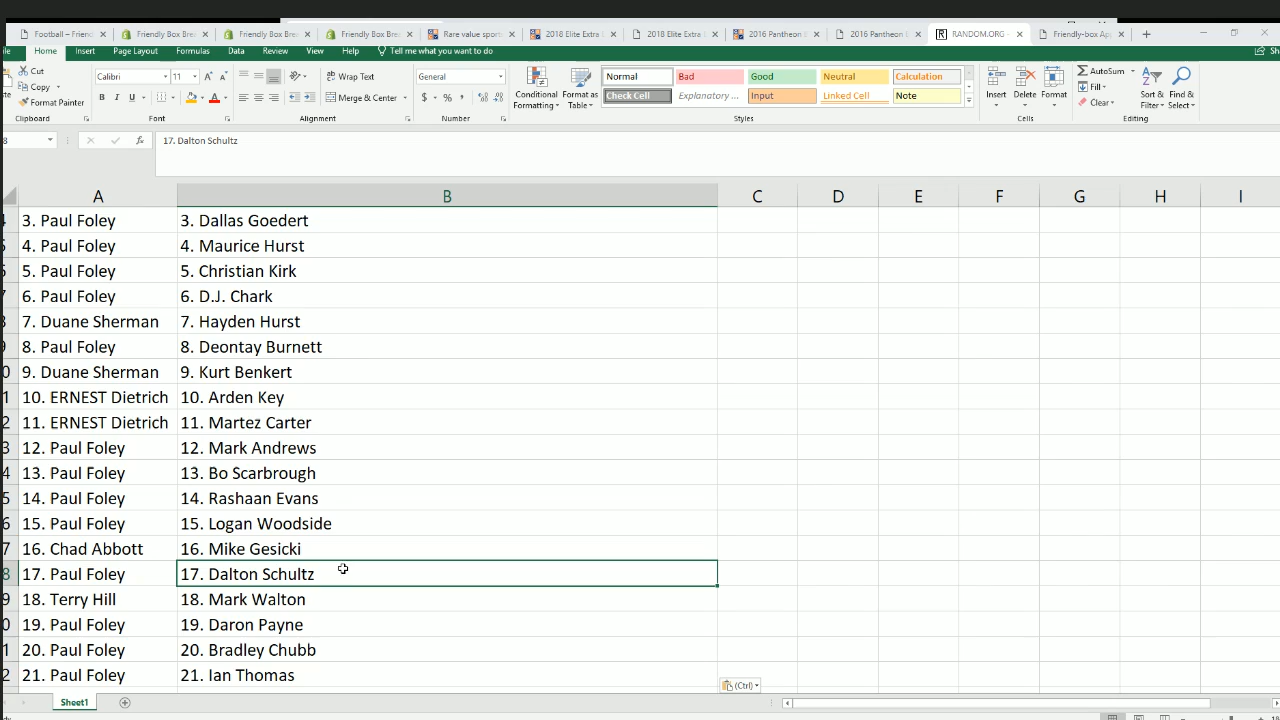 Football – Frien
Friendly Box Brea
Friendly Box Brea
Friendly Box Brea
Rare value sports
2018 Elite Extra E
2018 Elite Extra E
2016 Pantheon E
2016 Pantheon E
RANDOM.ORG -
Friendly-box App
Home Insert Page Layout Formulas Data Review View Help Tell me what you want to do
Cut
Copy
Format Painter
Clipboard
Calibri 11
B I U
Font
Wrap Text
Merge & Center
Alignment
General
$ % ,
Number
Conditional Formatting
Format as Table
Normal Bad Good Neutral Calculation
Check Cell Explanatory ... Input Linked Cell Note
Styles
Insert Delete Format
Cells
AutoSum
Fill
Clear
Sort & Filter
Find & Select
Editing
fx 17. Dalton Schultz
A B C D E F G H I
3. Paul Foley 3. Dallas Goedert
4. Paul Foley 4. Maurice Hurst
5. Paul Foley 5. Christian Kirk
6. Paul Foley 6. D.J. Chark
7. Duane Sherman 7. Hayden Hurst
8. Paul Foley 8. Deontay Burnett
9. Duane Sherman 9. Kurt Benkert
10. ERNEST Dietrich 10. Arden Key
11. ERNEST Dietrich 11. Martez Carter
12. Paul Foley 12. Mark Andrews
13. Paul Foley 13. Bo Scarbrough
14. Paul Foley 14. Rashaan Evans
15. Paul Foley 15. Logan Woodside
16. Chad Abbott 16. Mike Gesicki
17. Paul Foley 17. Dalton Schultz
18. Terry Hill 18. Mark Walton
19. Paul Foley 19. Daron Payne
20. Paul Foley 20. Bradley Chubb
21. Paul Foley 21. Ian Thomas
(Ctrl)
Sheet1